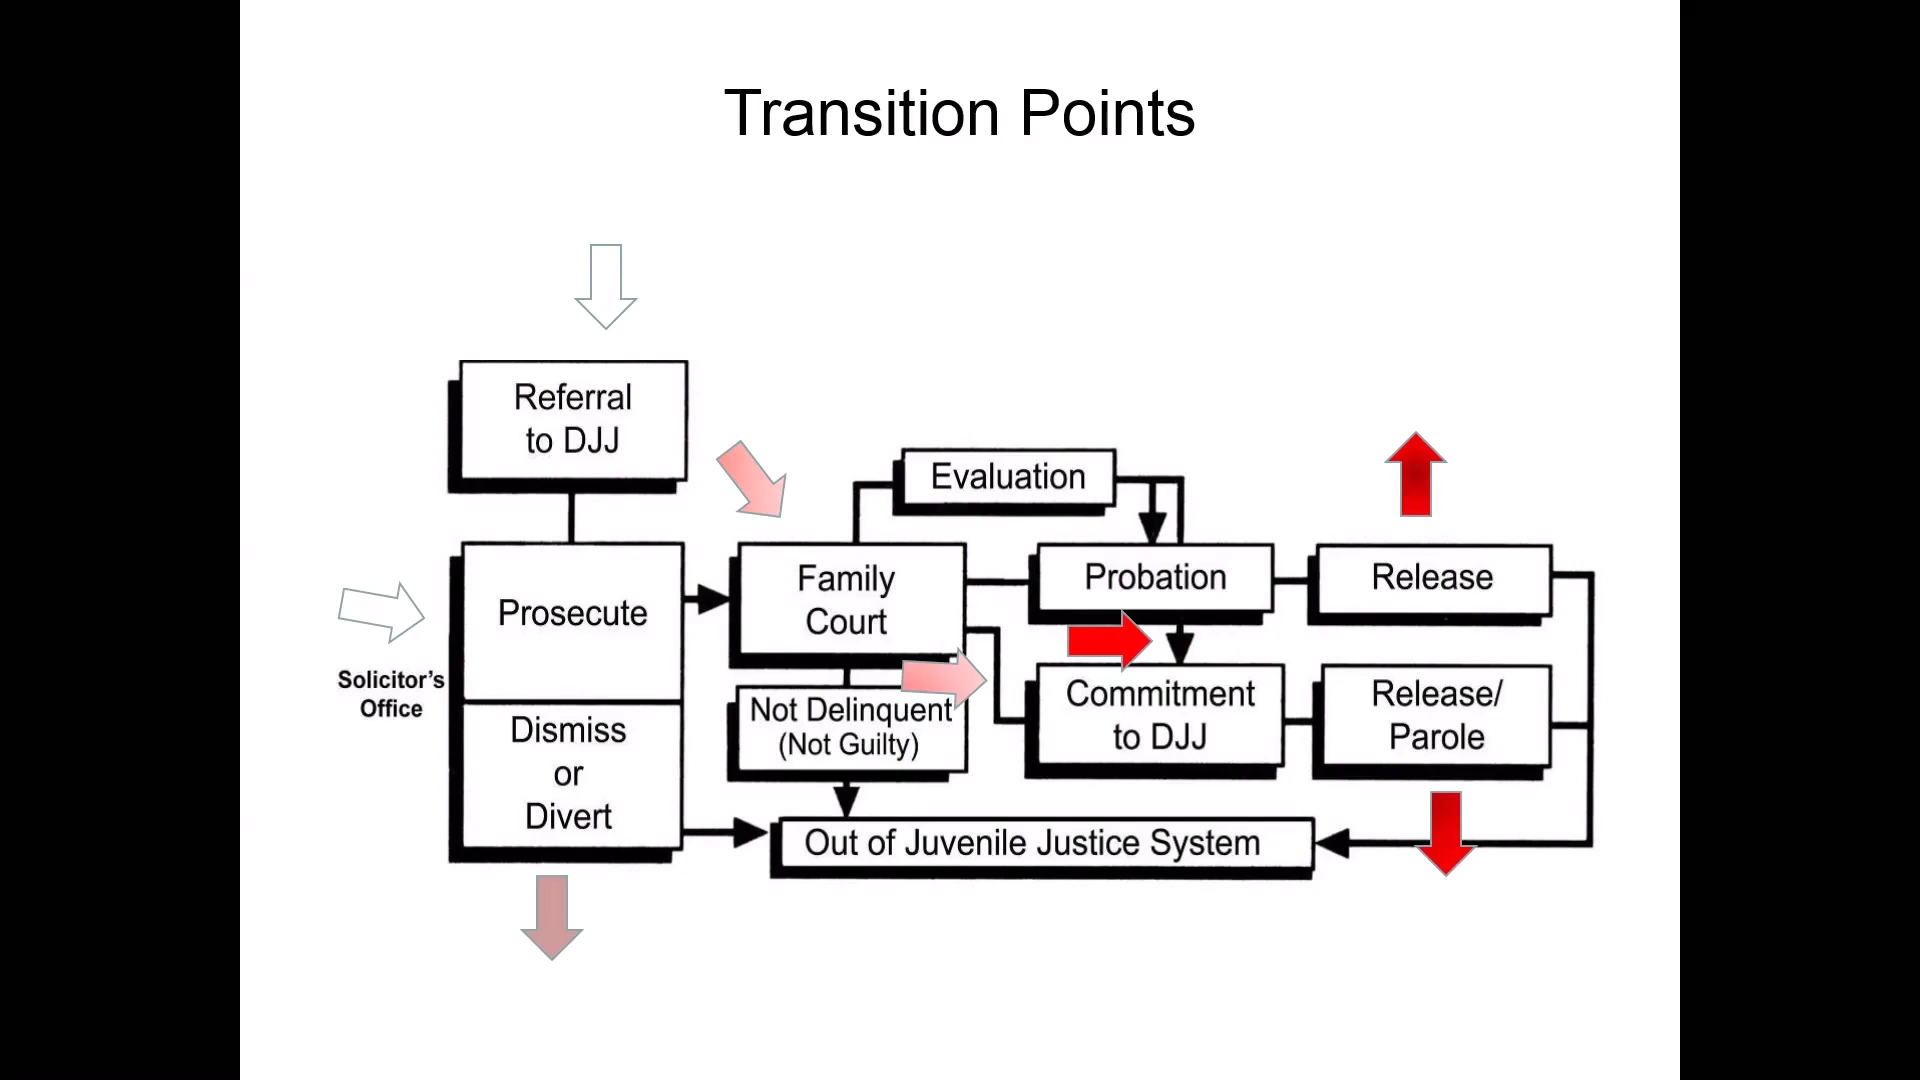 Transition Points
Referral
to DJJ
Evaluation
Prosecute
Family
Court
Probation
Release
Solicitor's
Office
Dismiss
or
Divert
Not Delinquent
(Not Guilty)
Commitment
to DJJ
Release/
Parole
Out of Juvenile Justice System